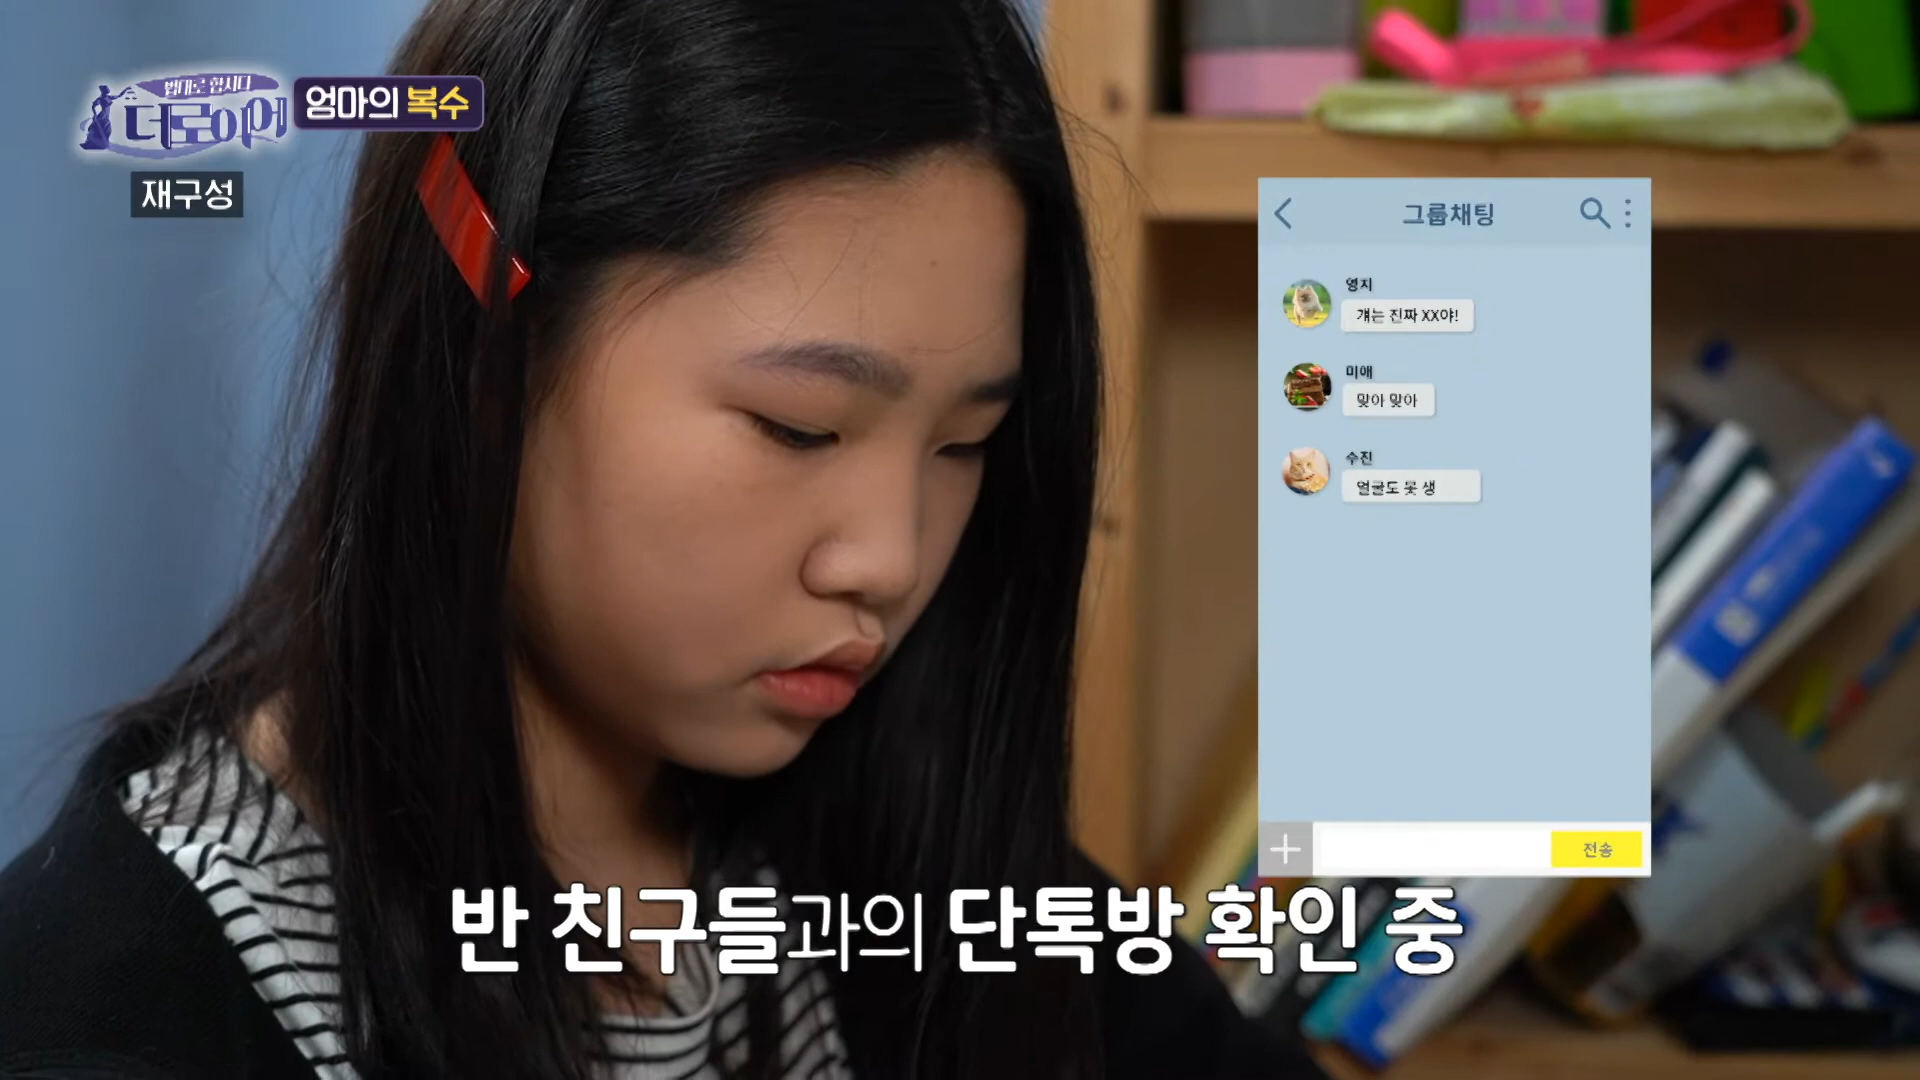 법대로 합시다
더로이어
엄마의 복수
재구성
그룹채팅
영지
걔는 진짜 XX야!
미애
맞아 맞아
수진
얼굴도 못 생
전송
반 친구들과의 단톡방 확인 중